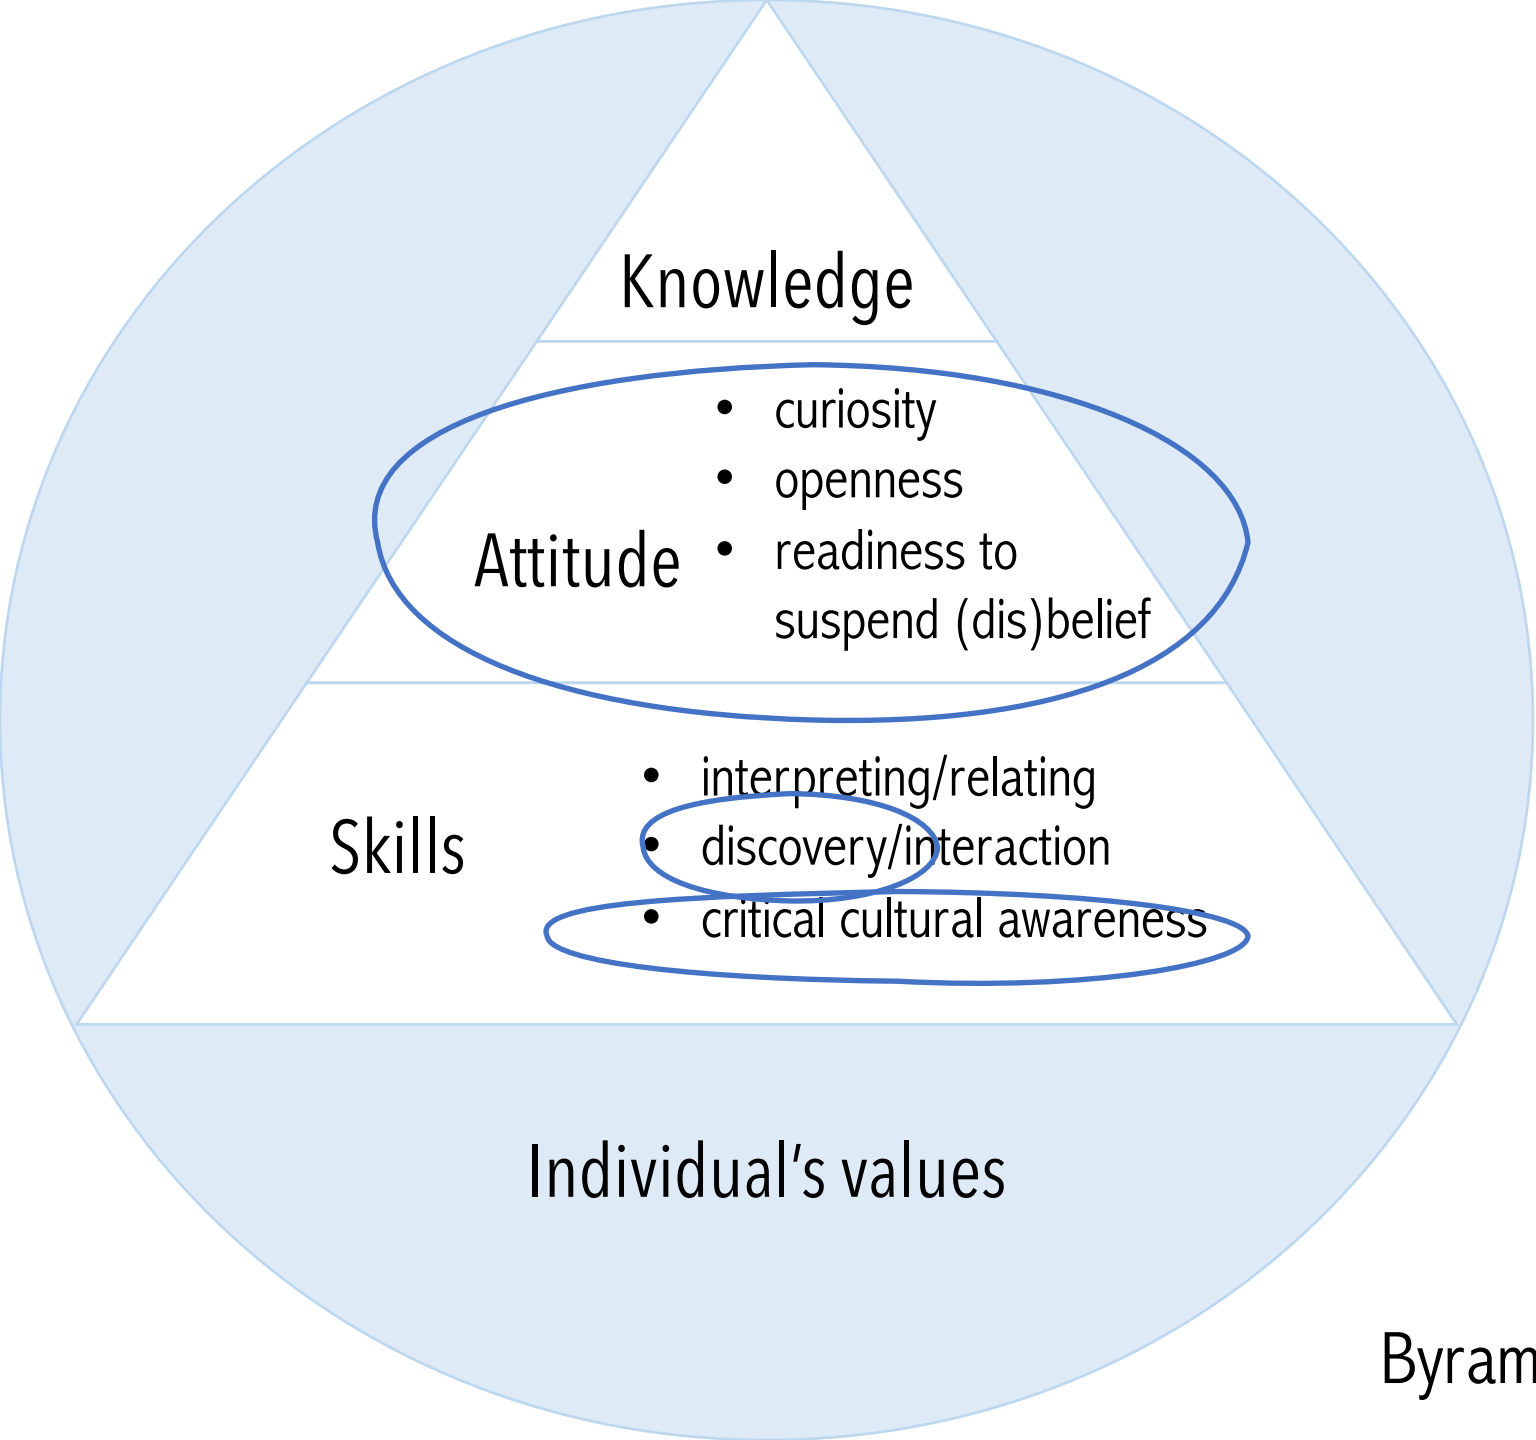 Knowledge
• curiosity
• openness
Attitude • readiness to
suspend (dis)belief
• interpreting/relating
Skills • discovery/interaction
• critical cultural awareness
Individual’s values
Byram